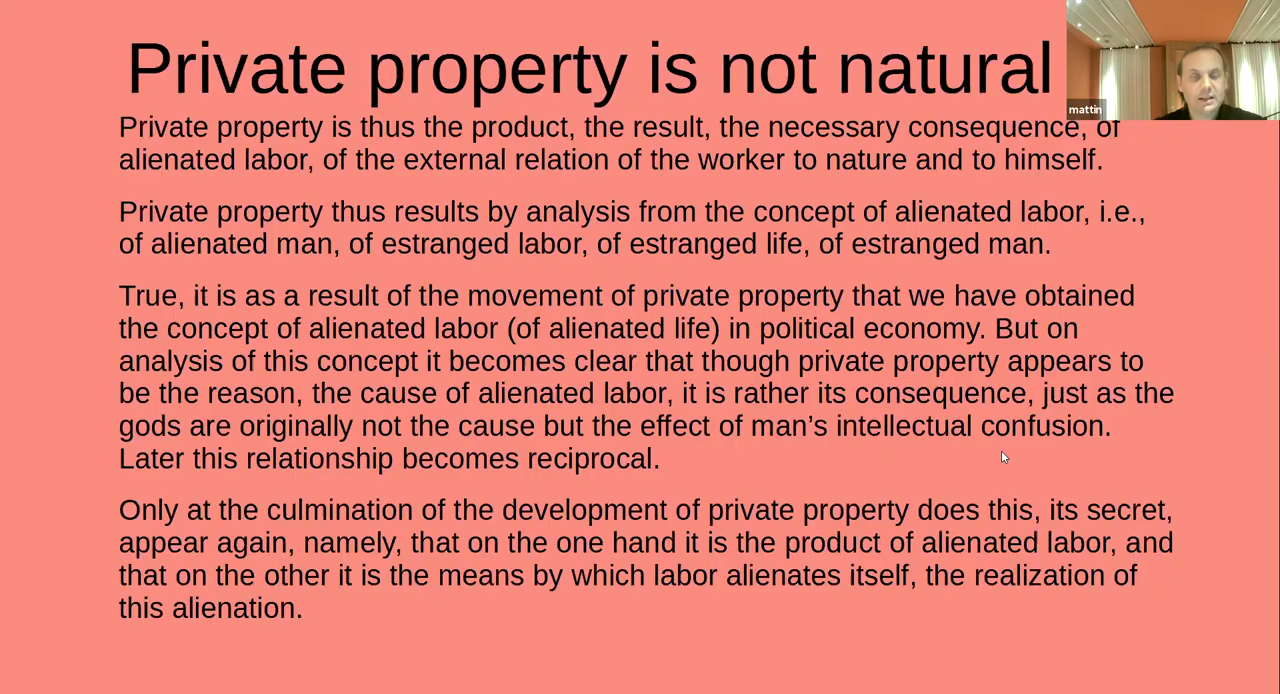 Private property is not natural
mattin
Private property is thus the product, the result, the necessary consequence, of
alienated labor, of the external relation of the worker to nature and to himself.
Private property thus results by analysis from the concept of alienated labor, i.e.,
of alienated man, of estranged labor, of estranged life, of estranged man.
True, it is as a result of the movement of private property that we have obtained
the concept of alienated labor (of alienated life) in political economy. But on
analysis of this concept it becomes clear that though private property appears to
be the reason, the cause of alienated labor, it is rather its consequence, just as the
gods are originally not the cause but the effect of man’s intellectual confusion.
Later this relationship becomes reciprocal.
Only at the culmination of the development of private property does this, its secret,
appear again, namely, that on the one hand it is the product of alienated labor, and
that on the other it is the means by which labor alienates itself, the realization of
this alienation.